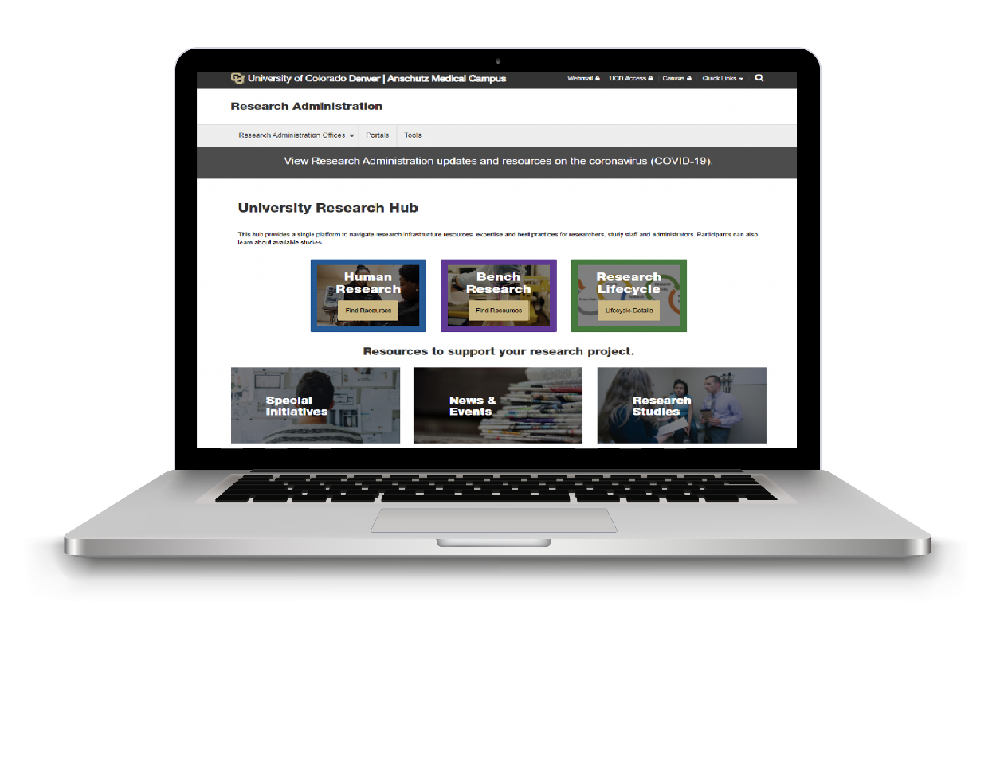 University of Colorado Denver | Anschutz Medical Campus
Webmail UCD Access Canvas Quick Links
Research Administration
Research Administration Offices Portals Tools
View Research Administration updates and resources on the coronavirus (COVID-19).
University Research Hub
This hub provides a single platform to navigate research infrastructure resources, expertise and best practices for researchers, study staff and administrators. Participants can also
learn about available studies.
Human
Research
Find Resources
Bench
Research
Find Resources
Research
Lifecycle
Lifecycle Details
Resources to support your research project.
Special
Initiatives
News &
Events
Research
Studies